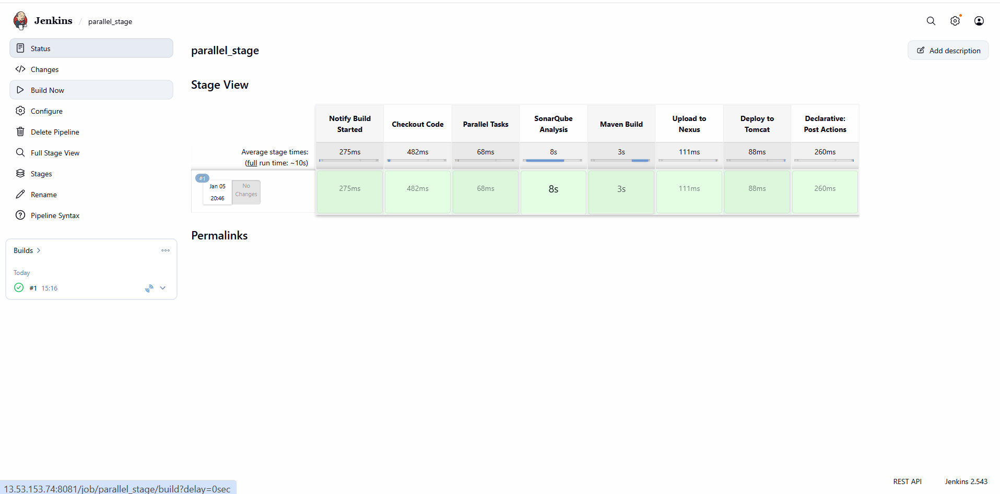 Jenkins / parallel_stage
Status
Changes
Build Now
Configure
Delete Pipeline
Full Stage View
Stages
Rename
Pipeline Syntax
Builds
Today
#1 15:16
parallel_stage
Add description
Stage View
Notify Build Started
Checkout Code
Parallel Tasks
SonarQube Analysis
Maven Build
Upload to Nexus
Deploy to Tomcat
Declarative: Post Actions
Average stage times:
(full run time: ~10s)
275ms 482ms 68ms 8s 3s 111ms 88ms 260ms
#1
Jan 05
20:46
No
Changes
275ms 482ms 68ms 8s 3s 111ms 88ms 260ms
Permalinks
REST API Jenkins 2.543
13.53.153.74:8081/job/parallel_stage/build?delay=0sec